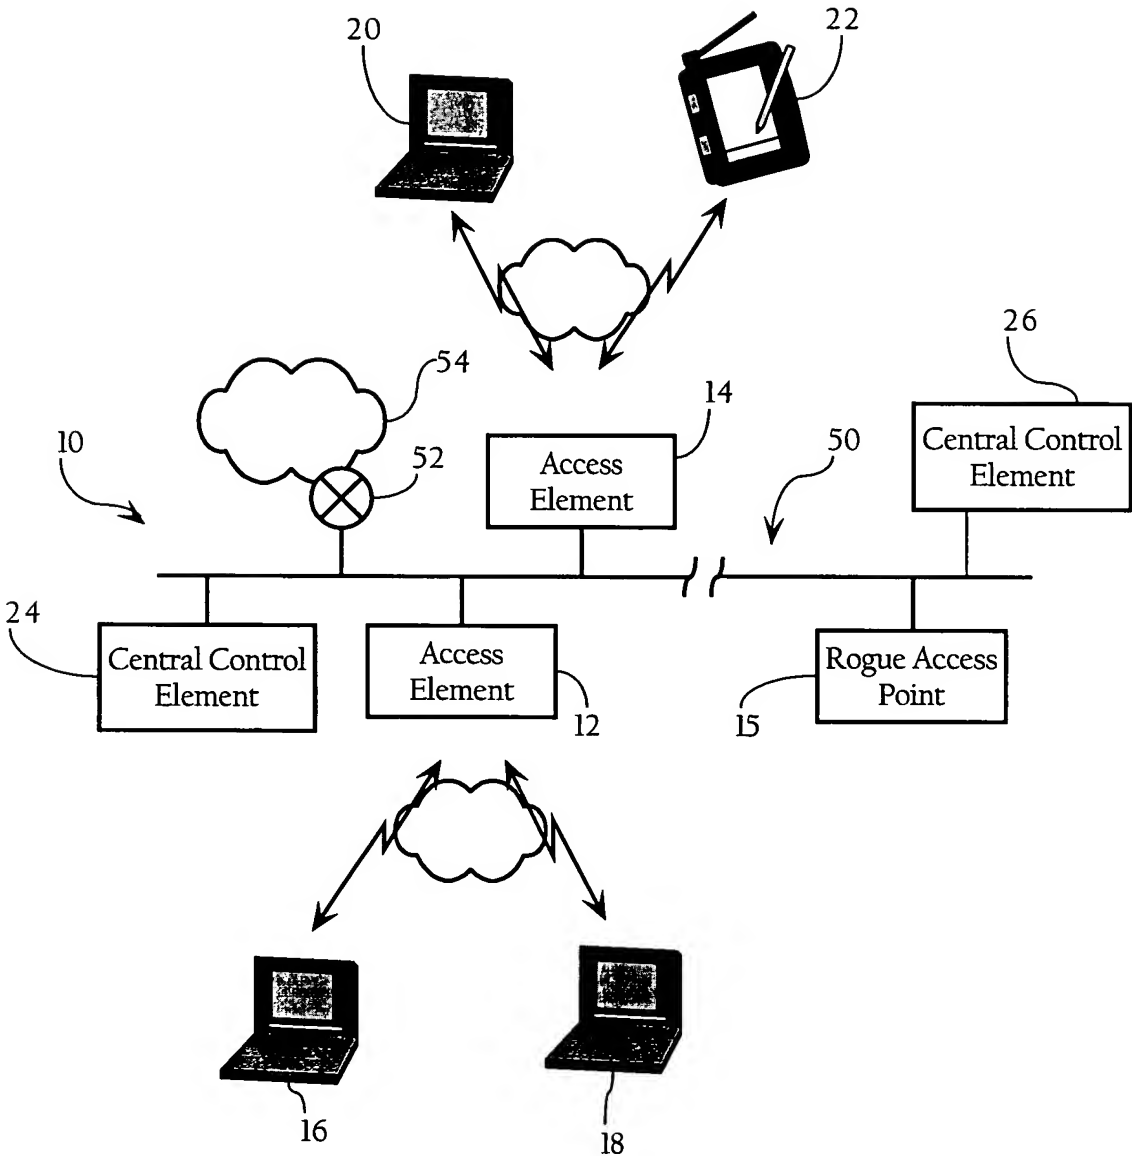 20
22
54
26
10
52
14
50
Access
Element
Central Control
Element
24
Central Control
Element
Access
Element
12
Rogue Access
Point
15
16
18